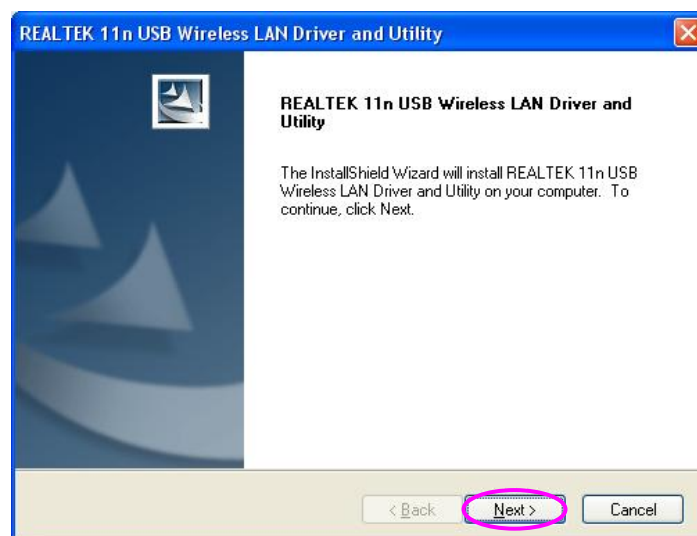 REALTEK 11n USB Wireless LAN Driver and Utility
REALTEK 11n USB Wireless LAN Driver and
Utility
The InstallShield Wizard will install REALTEK 11n USB
Wireless LAN Driver and Utility on your computer. To
continue, click Next.
< Back Next > Cancel